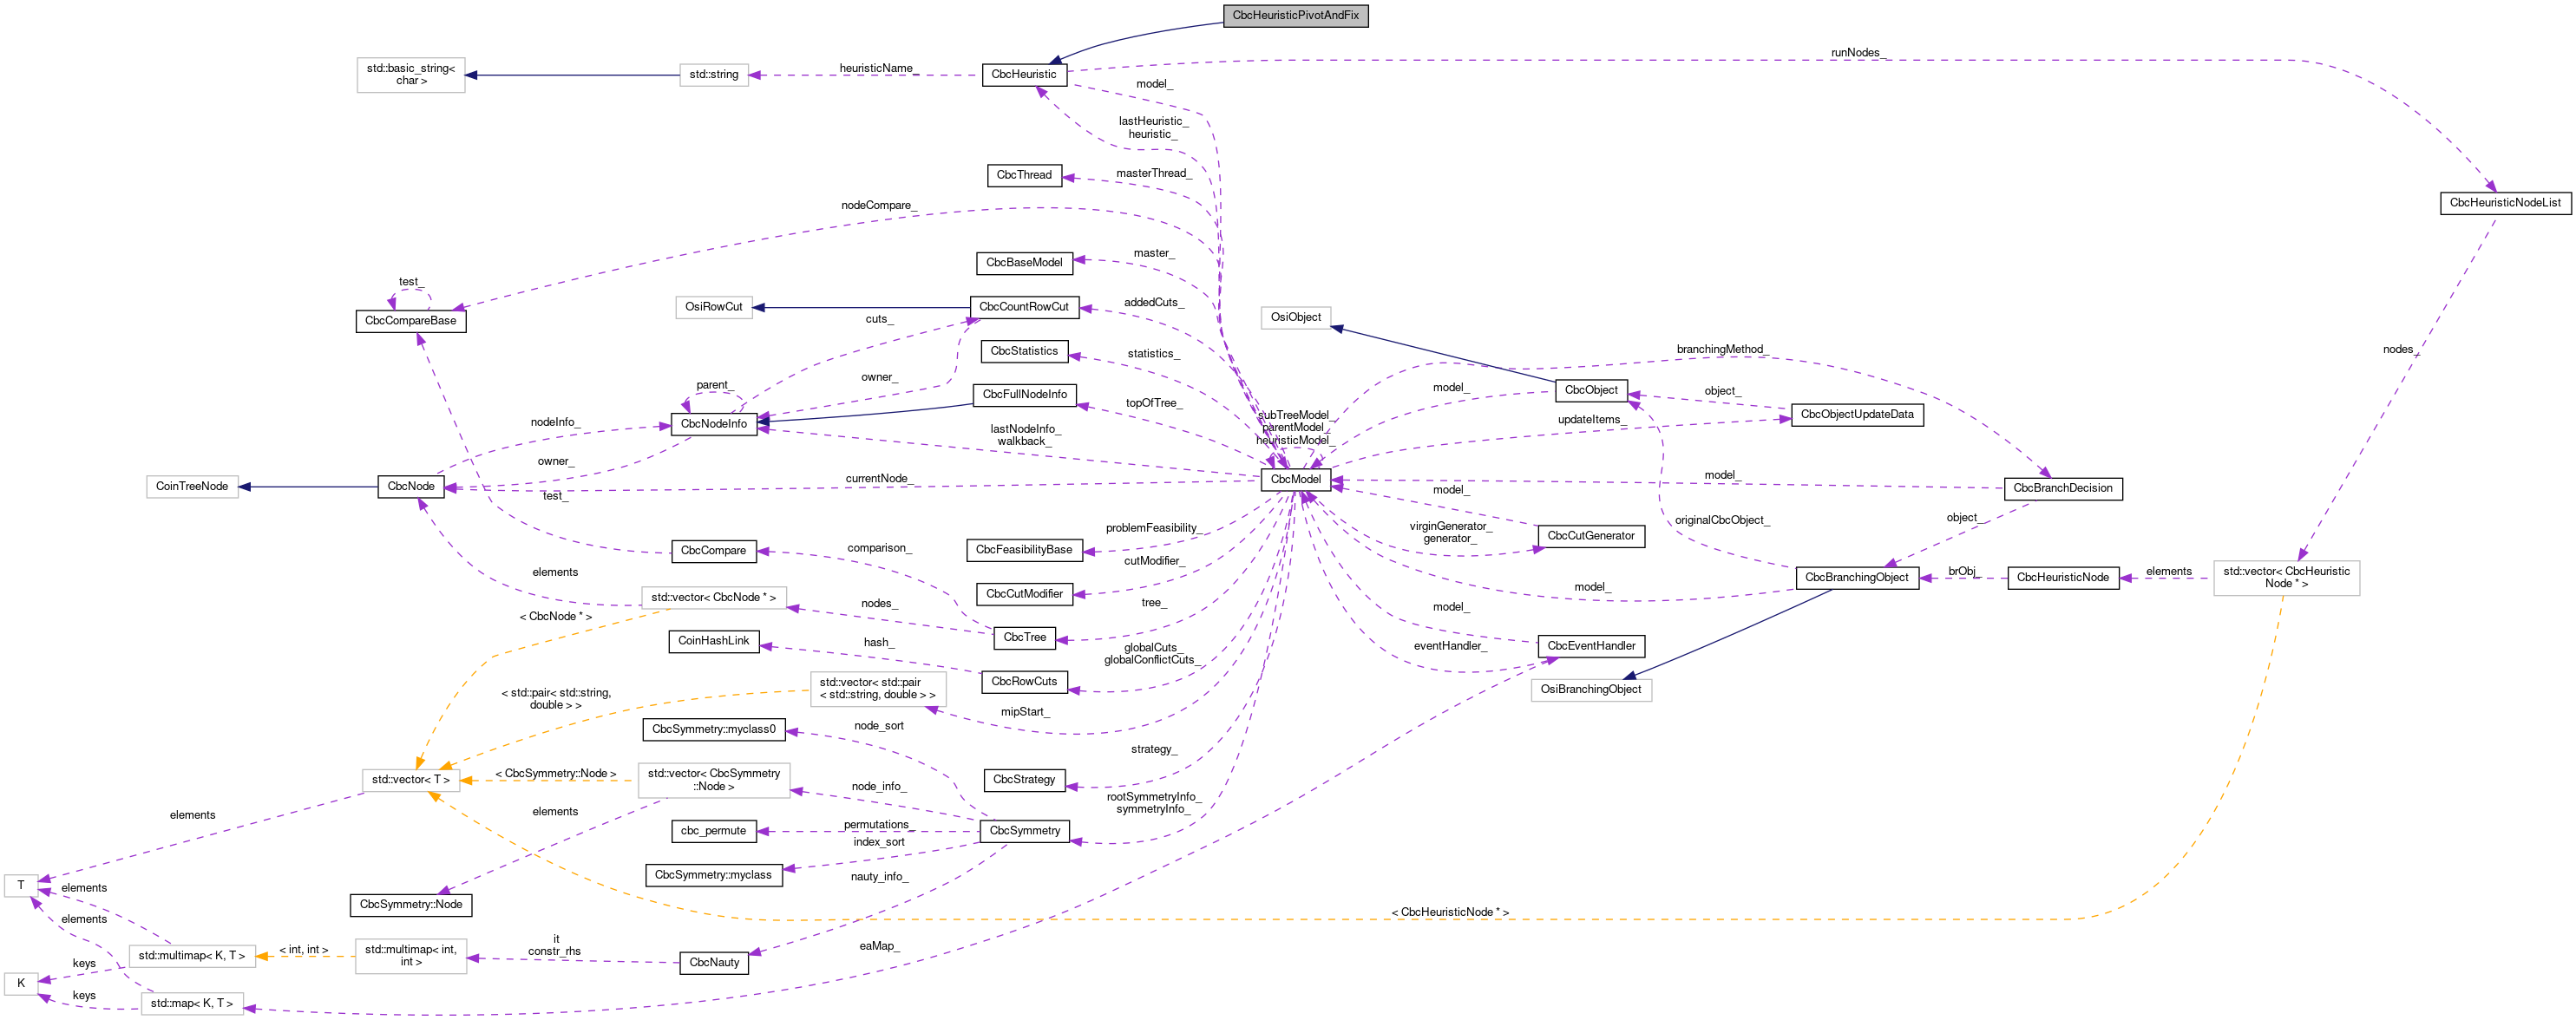 CbcHeuristicPivotAndFix
runNodes_
std::basic_string<
char >
std::string
heuristicName_
CbcHeuristic
model_
lastHeuristic_
heuristic_
CbcThread
masterThread_
nodeCompare_
CbcHeuristicNodeList
CbcBaseModel
master_
test_
CbcCompareBase
OsiRowCut
CbcCountRowCut
addedCuts_
OsiObject
cuts_
CbcStatistics
statistics_
branchingMethod_
nodes_
parent_
owner_
CbcFullNodeInfo
topOfTree_
model_
CbcObject
object_
CbcObjectUpdateData
updateItems_
subTreeModel_
parentModel_
heuristicModel_
nodeInfo_
CbcNodeInfo
lastNodeInfo_
walkback_
owner_
CoinTreeNode
CbcNode
currentNode_
CbcModel
model_
model_
CbcBranchDecision
test_
problemFeasibility_
virginGenerator_
generator_
CbcCutGenerator
originalCbcObject_
object_
CbcCompare
comparison_
CbcFeasibilityBase
cutModifier_
elements
CbcCutModifier
model_
CbcBranchingObject
brObj_
CbcHeuristicNode
elements
std::vector< CbcHeuristic
Node * >
std::vector< CbcNode * >
nodes_
tree_
model_
< CbcNode * >
CoinHashLink
hash_
CbcTree
globalCuts_
globalConflictCuts_
eventHandler_
CbcEventHandler
std::vector< std::pair
< std::string, double > >
CbcRowCuts
OsiBranchingObject
< std::pair< std::string,
double > >
mipStart_
CbcSymmetry::myclass0
node_sort
strategy_
std::vector< T >
< CbcSymmetry::Node >
std::vector< CbcSymmetry
::Node >
node_info_
CbcStrategy
rootSymmetryInfo_
symmetryInfo_
elements
elements
cbc_permute
permutations_
CbcSymmetry
index_sort
CbcSymmetry::myclass
nauty_info_
T
elements
CbcSymmetry::Node
< CbcHeuristicNode * >
elements
it
constr_rhs
eaMap_
std::multimap< K, T >
< int, int >
std::multimap< int,
int >
CbcNauty
keys
K
keys
std::map< K, T >